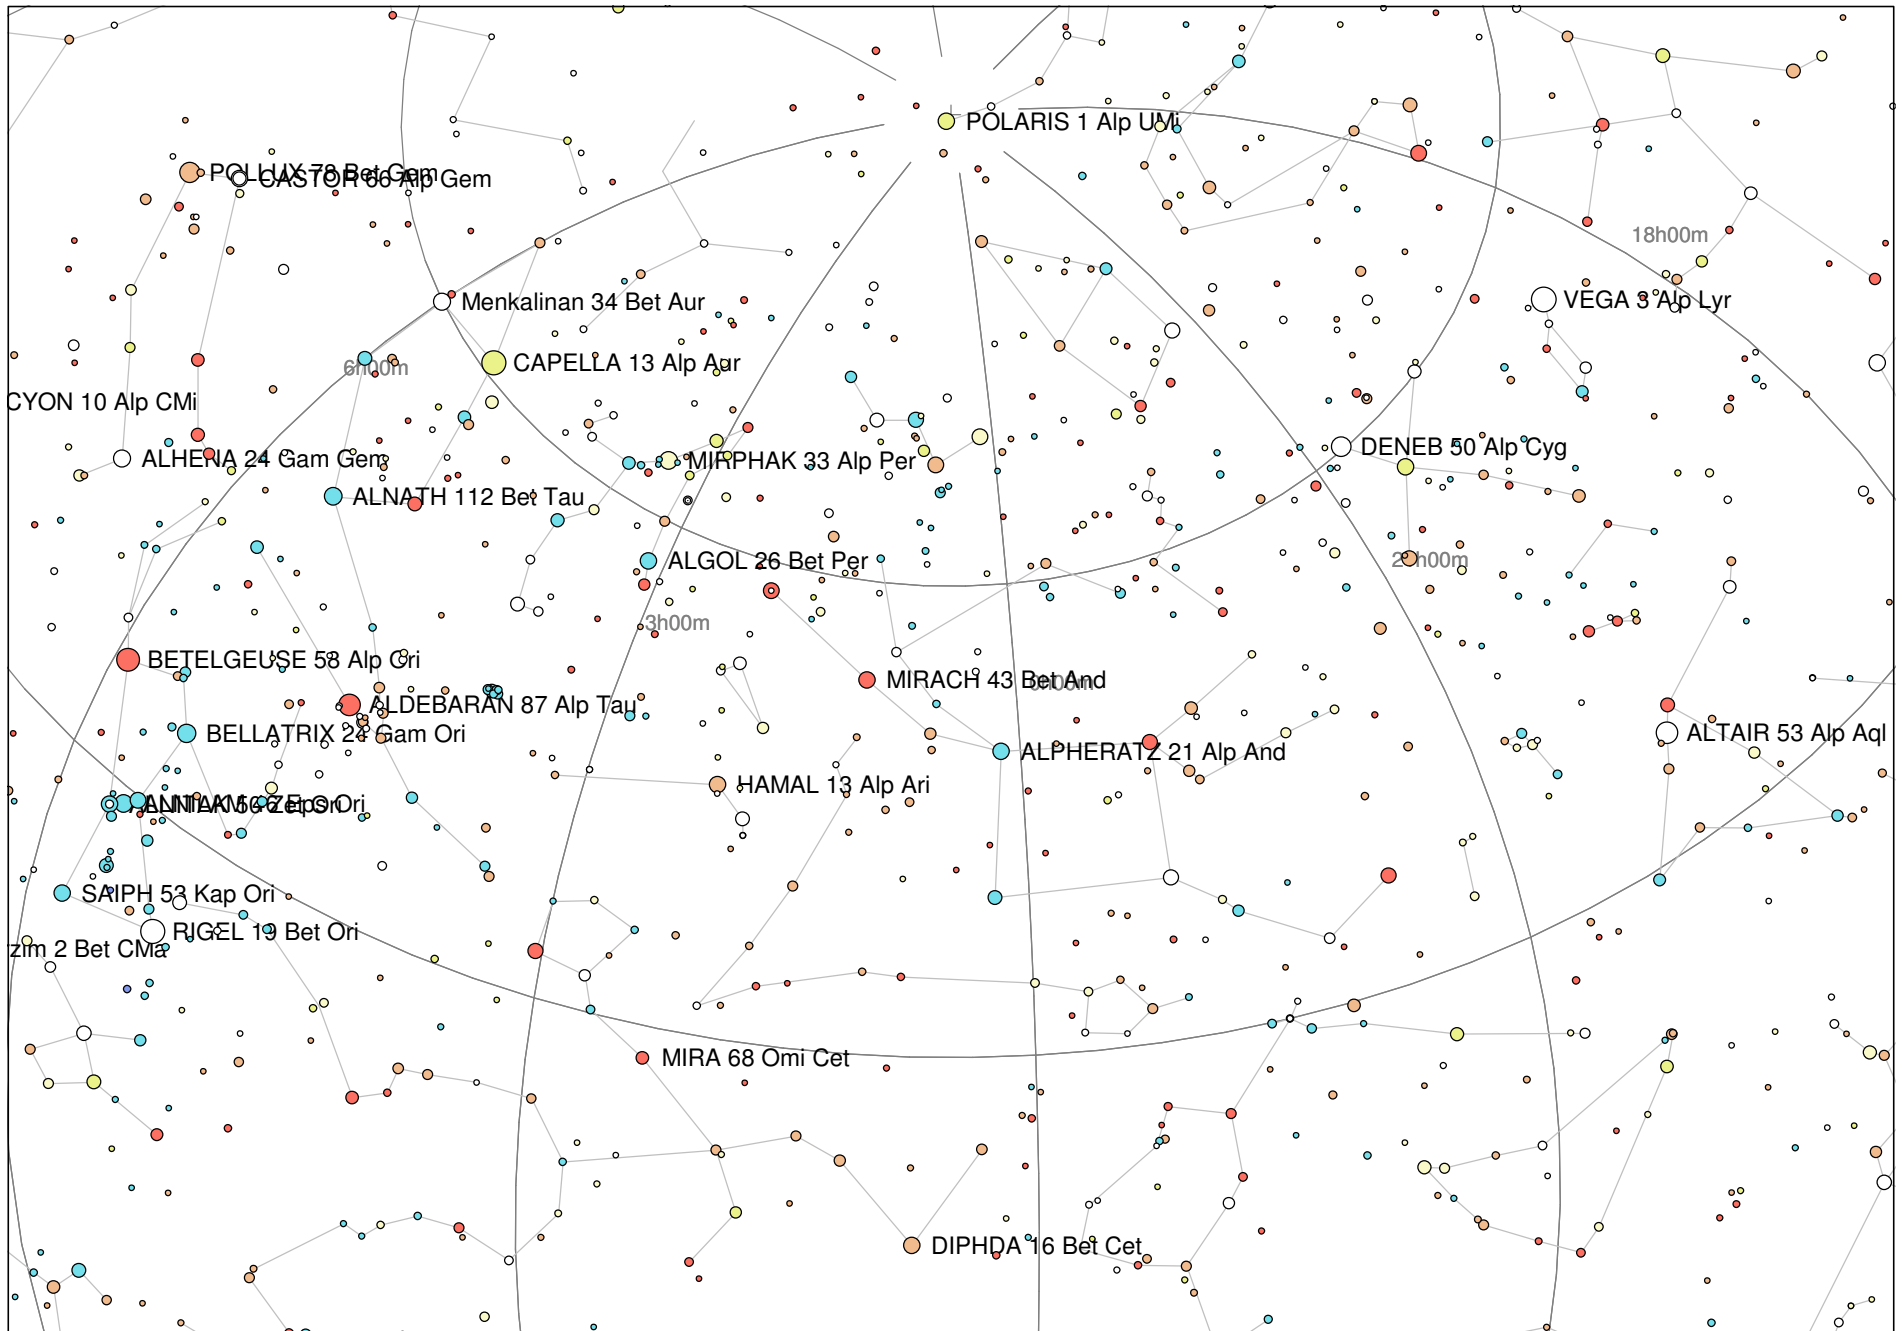 POLARIS 1 Alp UMi
POLLUX 78 Bet Gem
CASTOR 66 Alp Gem
18h00m
Menkalinan 34 Bet Aur
VEGA 3 Alp Lyr
CAPELLA 13 Alp Aur
6h00m
CYON 10 Alp CMi
DENEB 50 Alp Cyg
ALHENA 24 Gam Gem
MIRPHAK 33 Alp Per
ALNATH 112 Bet Tau
ALGOL 26 Bet Per
21h00m
3h00m
BETELGEUSE 58 Alp Ori
MIRACH 43 Bet And
0h00m
ALDEBARAN 87 Alp Tau
BELLATRIX 24 Gam Ori
ALTAIR 53 Alp Aql
ALPHERATZ 21 Alp And
HAMAL 13 Alp Ari
ALNILAM 46 Eps Ori
SAIPH 53 Kap Ori
RIGEL 19 Bet Ori
zim 2 Bet CMa
MIRA 68 Omi Cet
DIPHDA 16 Bet Cet